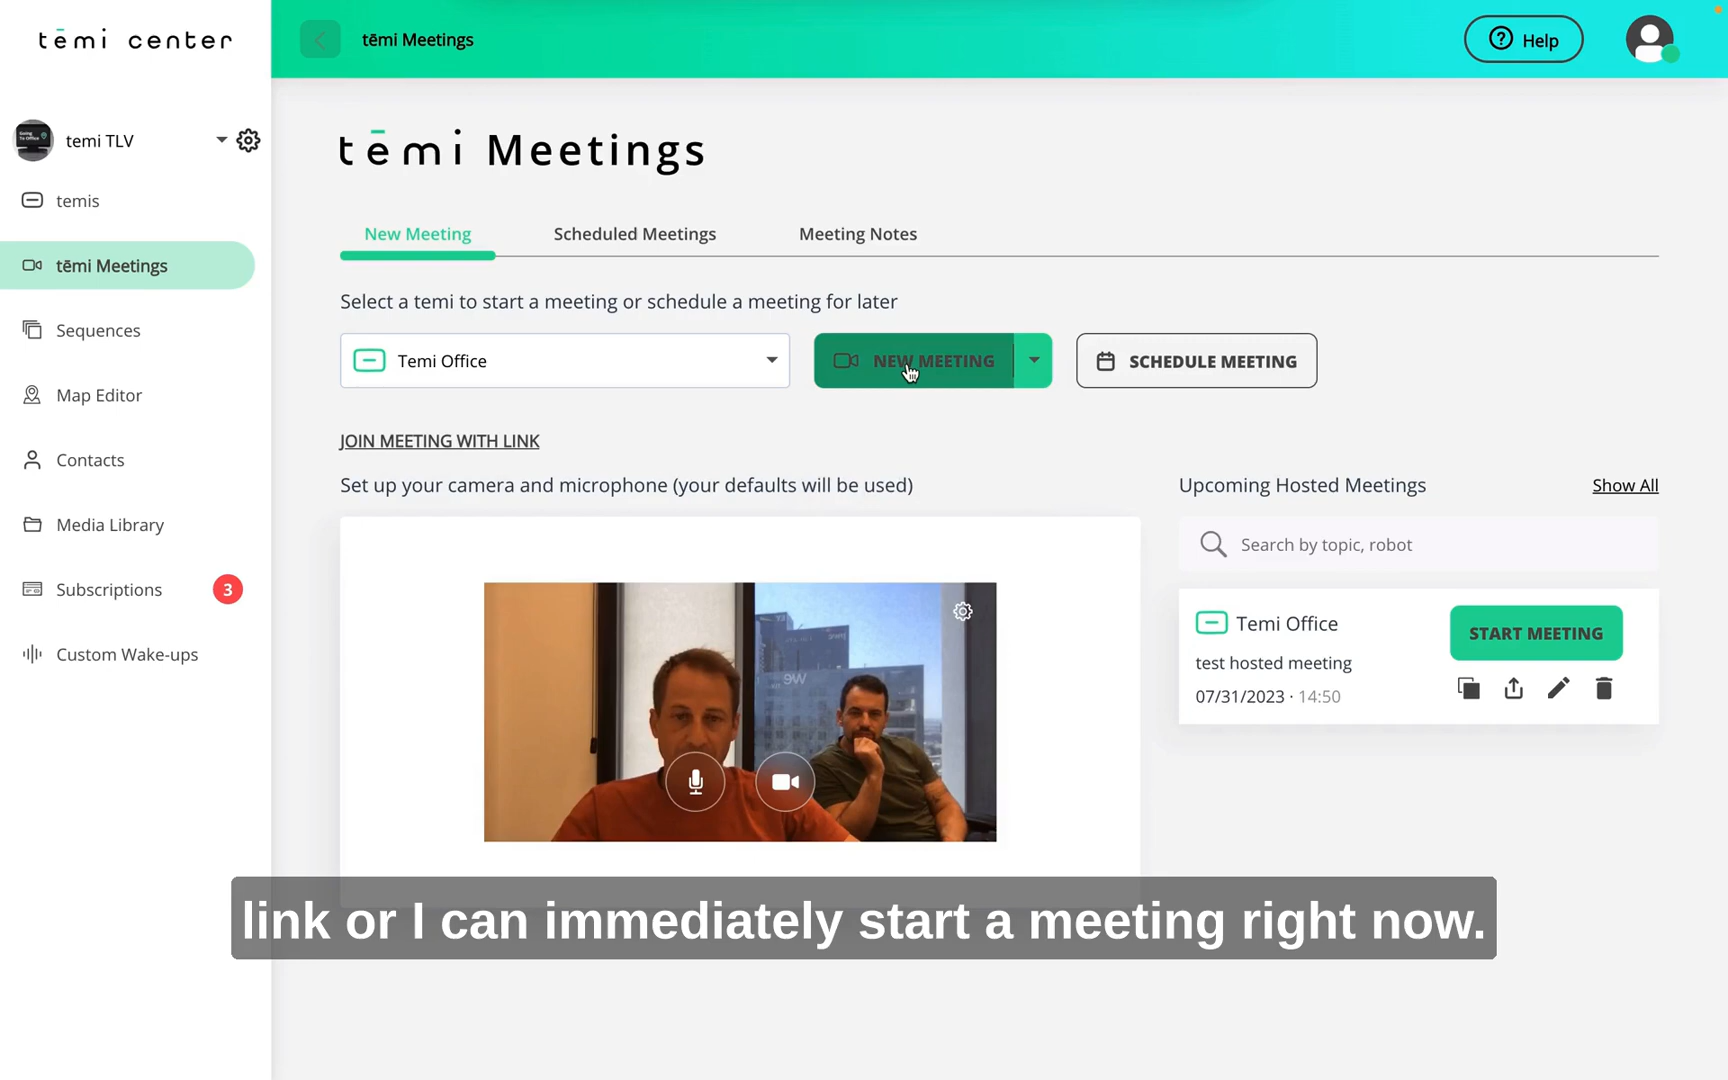 tēmi center
tēmi Meetings
Help
temi TLV
temis
tēmi Meetings
Sequences
Map Editor
Contacts
Media Library
Subscriptions
3
Custom Wake-ups
tēmi Meetings
New Meeting
Scheduled Meetings
Meeting Notes
Select a temi to start a meeting or schedule a meeting for later
Temi Office
NEW MEETING
SCHEDULE MEETING
JOIN MEETING WITH LINK
Set up your camera and microphone (your defaults will be used)
Upcoming Hosted Meetings
Show All
Search by topic, robot
Temi Office
test hosted meeting
07/31/2023 · 14:50
START MEETING
link or I can immediately start a meeting right now.